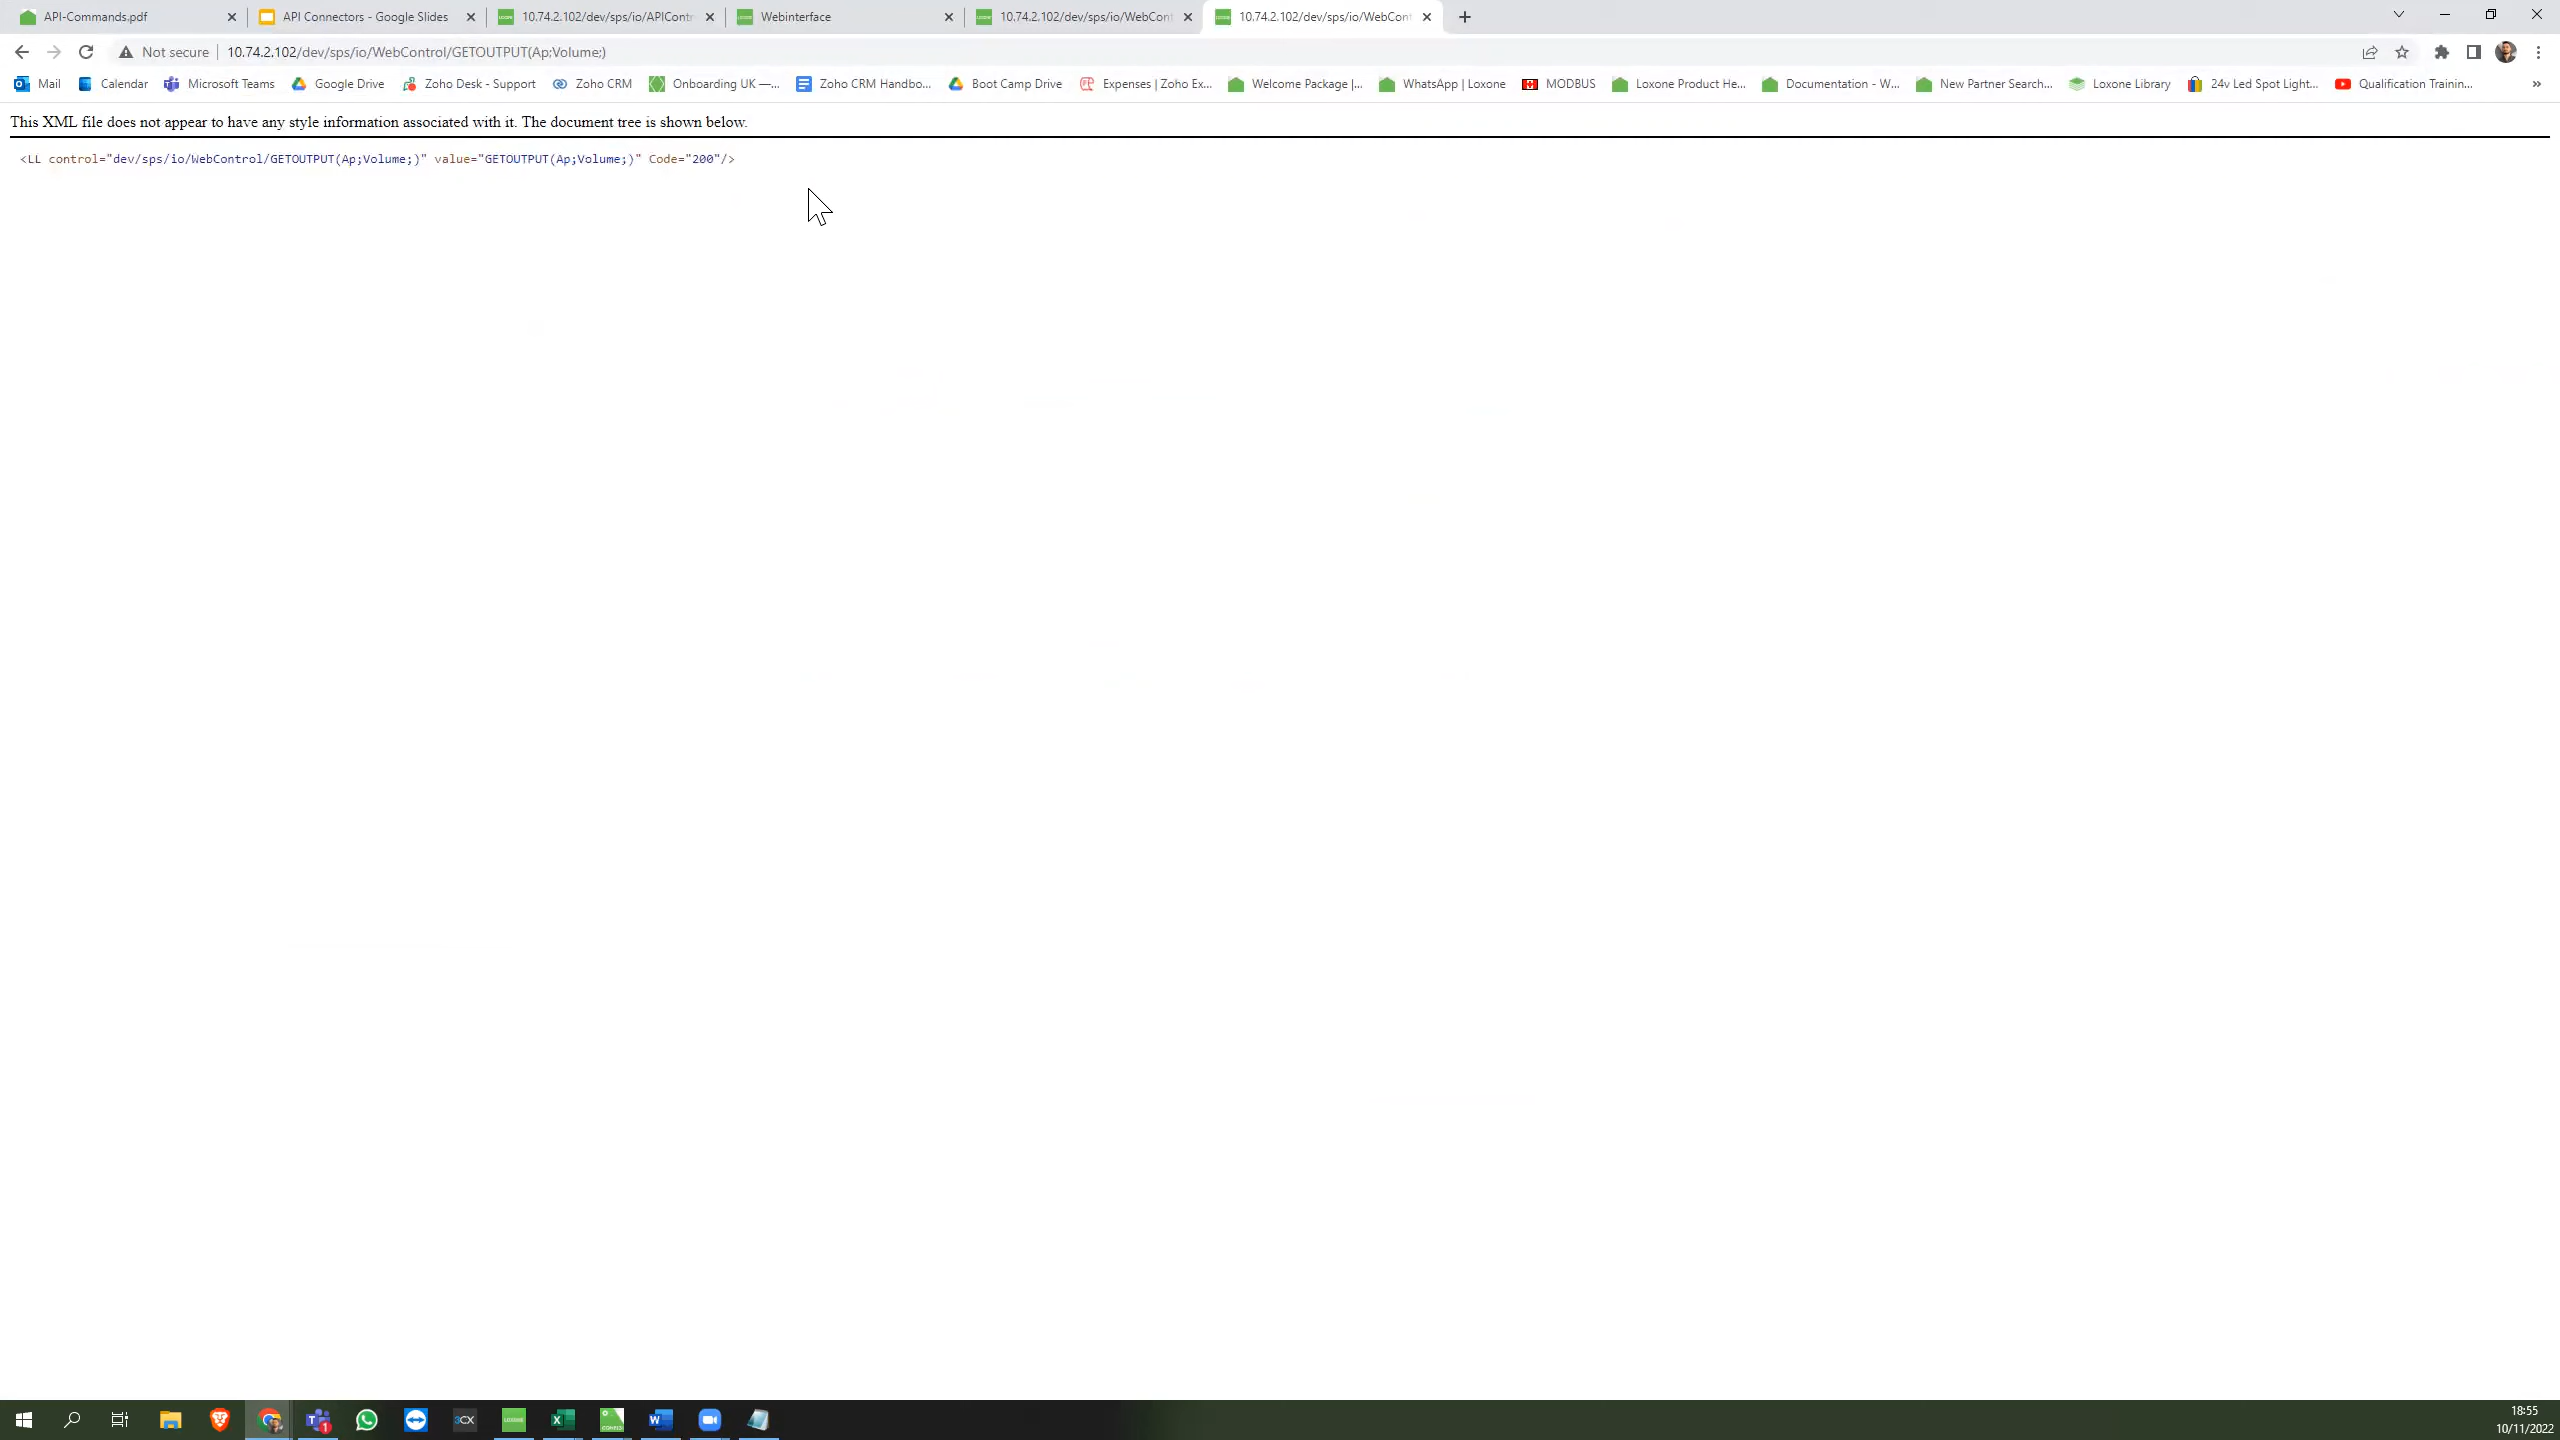 API-Commands.pdf
API Connectors - Google Slides
10.74.2.102/dev/sps/io/APIContr
Webinterface
10.74.2.102/dev/sps/io/WebCont
10.74.2.102/dev/sps/io/WebCont
Not secure
10.74.2.102/dev/sps/io/WebControl/GETOUTPUT(Ap;Volume;)
Mail
Calendar
Microsoft Teams
Google Drive
Zoho Desk - Support
Zoho CRM
Onboarding UK —...
Zoho CRM Handbo...
Boot Camp Drive
Expenses | Zoho Ex...
Welcome Package |...
WhatsApp | Loxone
MODBUS
Loxone Product He...
Documentation - W...
New Partner Search...
Loxone Library
24v Led Spot Light...
Qualification Trainin...
»
This XML file does not appear to have any style information associated with it. The document tree is shown below.
<LL control="dev/sps/io/WebControl/GETOUTPUT(Ap;Volume;)" value="GETOUTPUT(Ap;Volume;)" Code="200"/>
1
3CX
LOXONE
CONFIG
18:55
10/11/2022